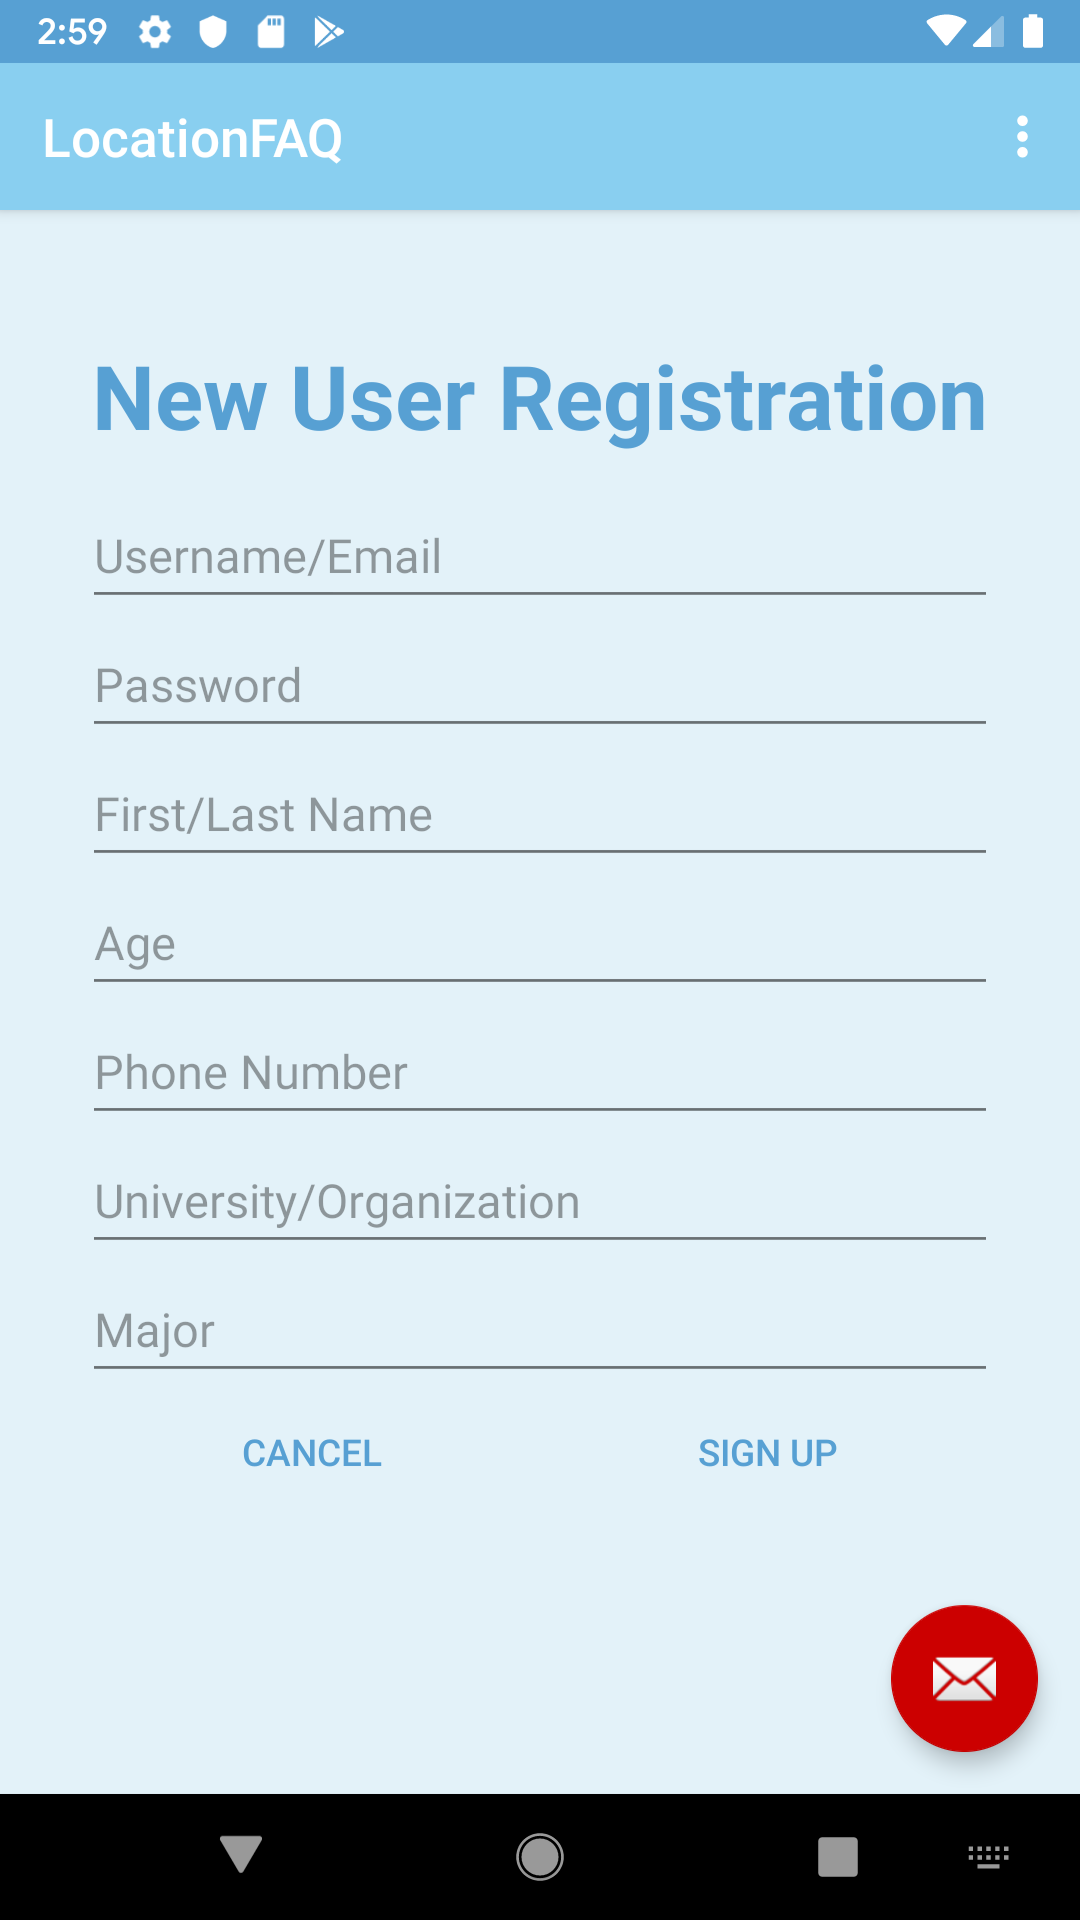 2:59
LocationFAQ
New User Registration
Username/Email
Password
First/Last Name
Age
Phone Number
University/Organization
Major
CANCEL SIGN UP